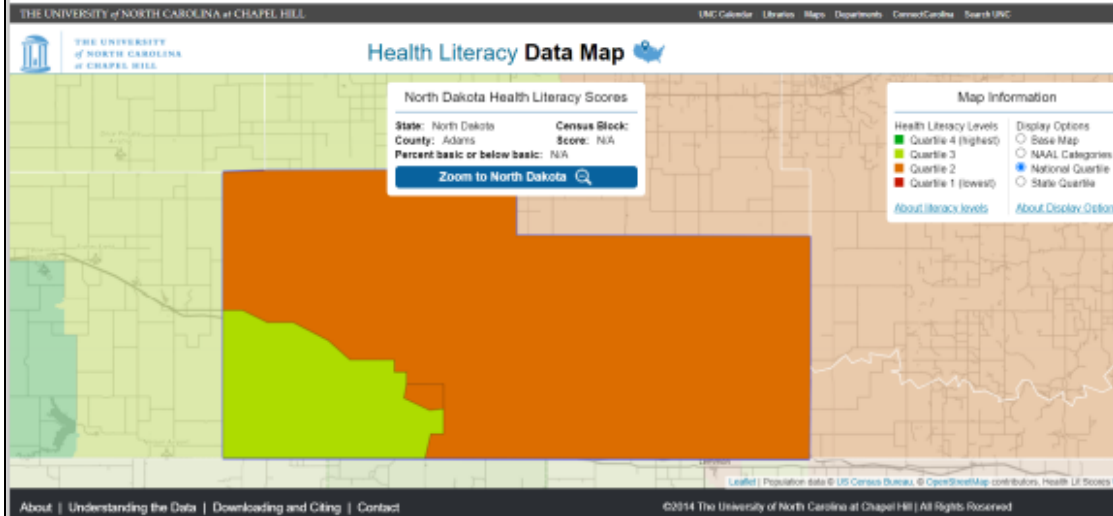 THE UNIVERSITY of NORTH CAROLINA at CHAPEL HILL
UNC Calendar Libraries Maps Departments ConnectCarolina Search UNC
THE UNIVERSITY
of NORTH CAROLINA
at CHAPEL HILL
Health Literacy Data Map
North Dakota Health Literacy Scores
State: North Dakota Census Block:
County: Adams Score: N/A
Percent basic or below basic: N/A
Zoom to North Dakota
Map Information
Health Literacy Levels
Quartile 4 (highest)
Quartile 3
Quartile 2
Quartile 1 (lowest)
About literacy levels
Display Options
Base Map
NAAL Categories
National Quartile
State Quartile
About Display Option
Leaflet | Population data © US Census Bureau, © OpenStreetMap contributors, Health Lit Scores
About | Understanding the Data | Downloading and Citing | Contact
©2014 The University of North Carolina at Chapel Hill | All Rights Reserved